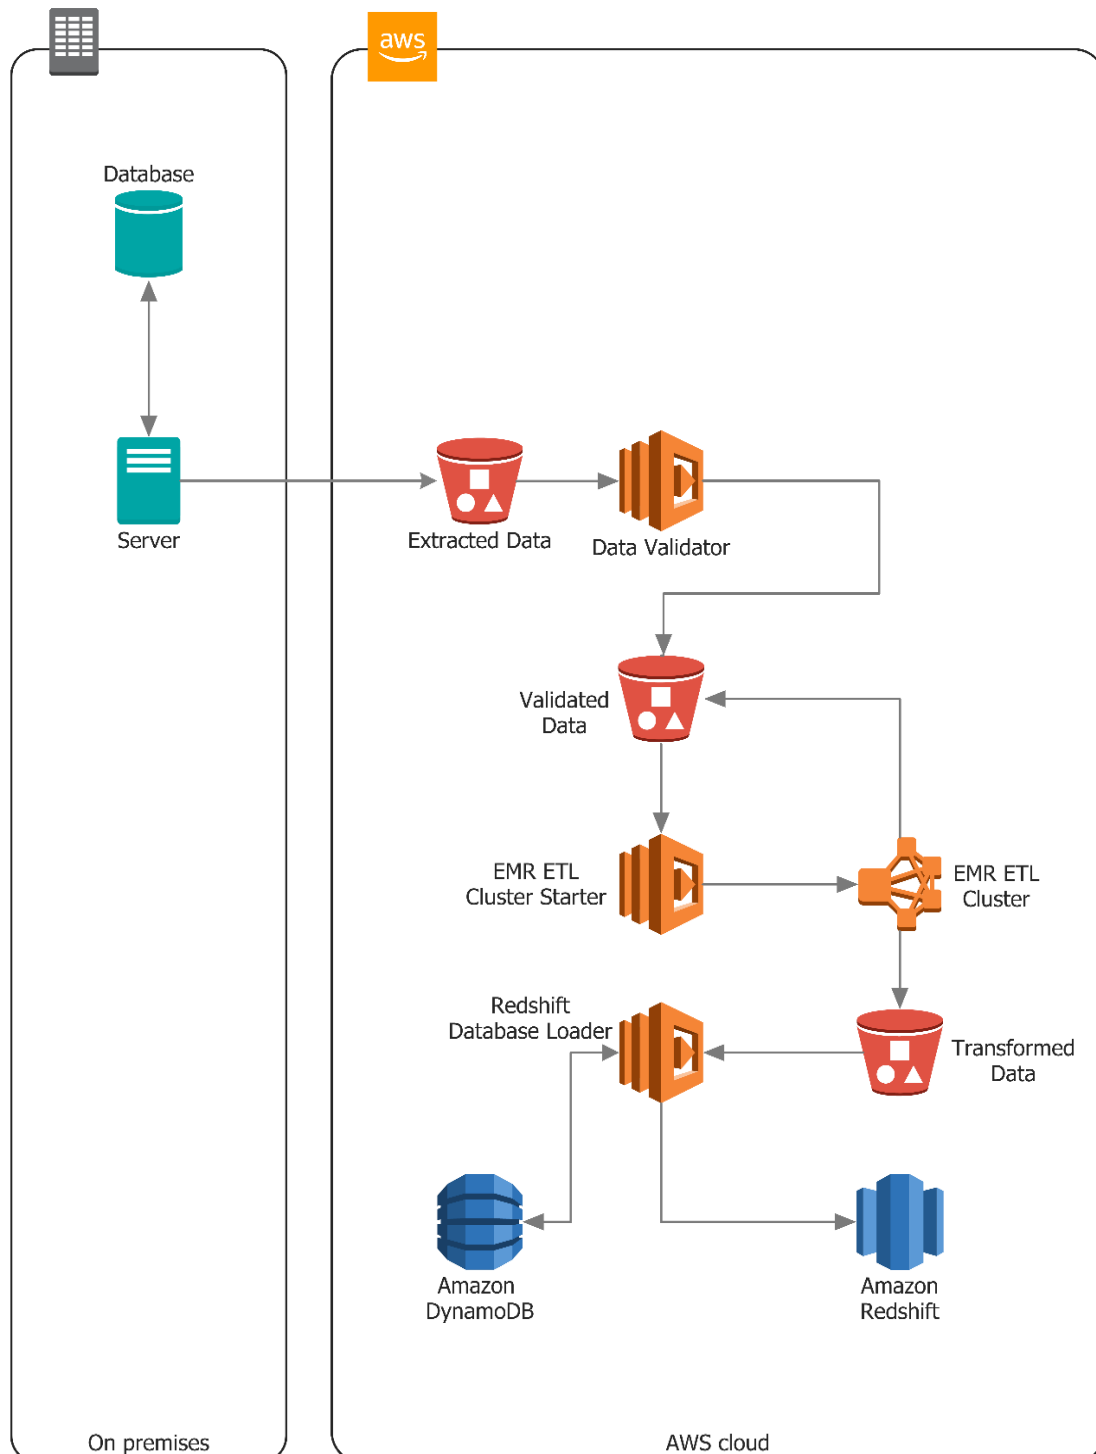 aws
Database
Server
Extracted Data
Data Validator
Validated
Data
EMR ETL
Cluster Starter
EMR ETL
Cluster
Redshift
Database Loader
Transformed
Data
Amazon
DynamoDB
Amazon
Redshift
On premises
AWS cloud